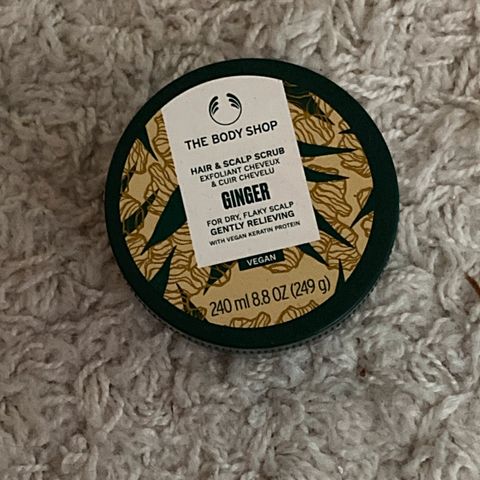 THE BODY SHOP
HAIR & SCALP SCRUB
EXFOLIANT CHEVEUX
& CUIR CHEVELU
GINGER
FOR DRY, FLAKY SCALP
GENTLY RELIEVING
WITH VEGAN KERATIN PROTEIN
VEGAN
240 ml 8.8 OZ (249 g)